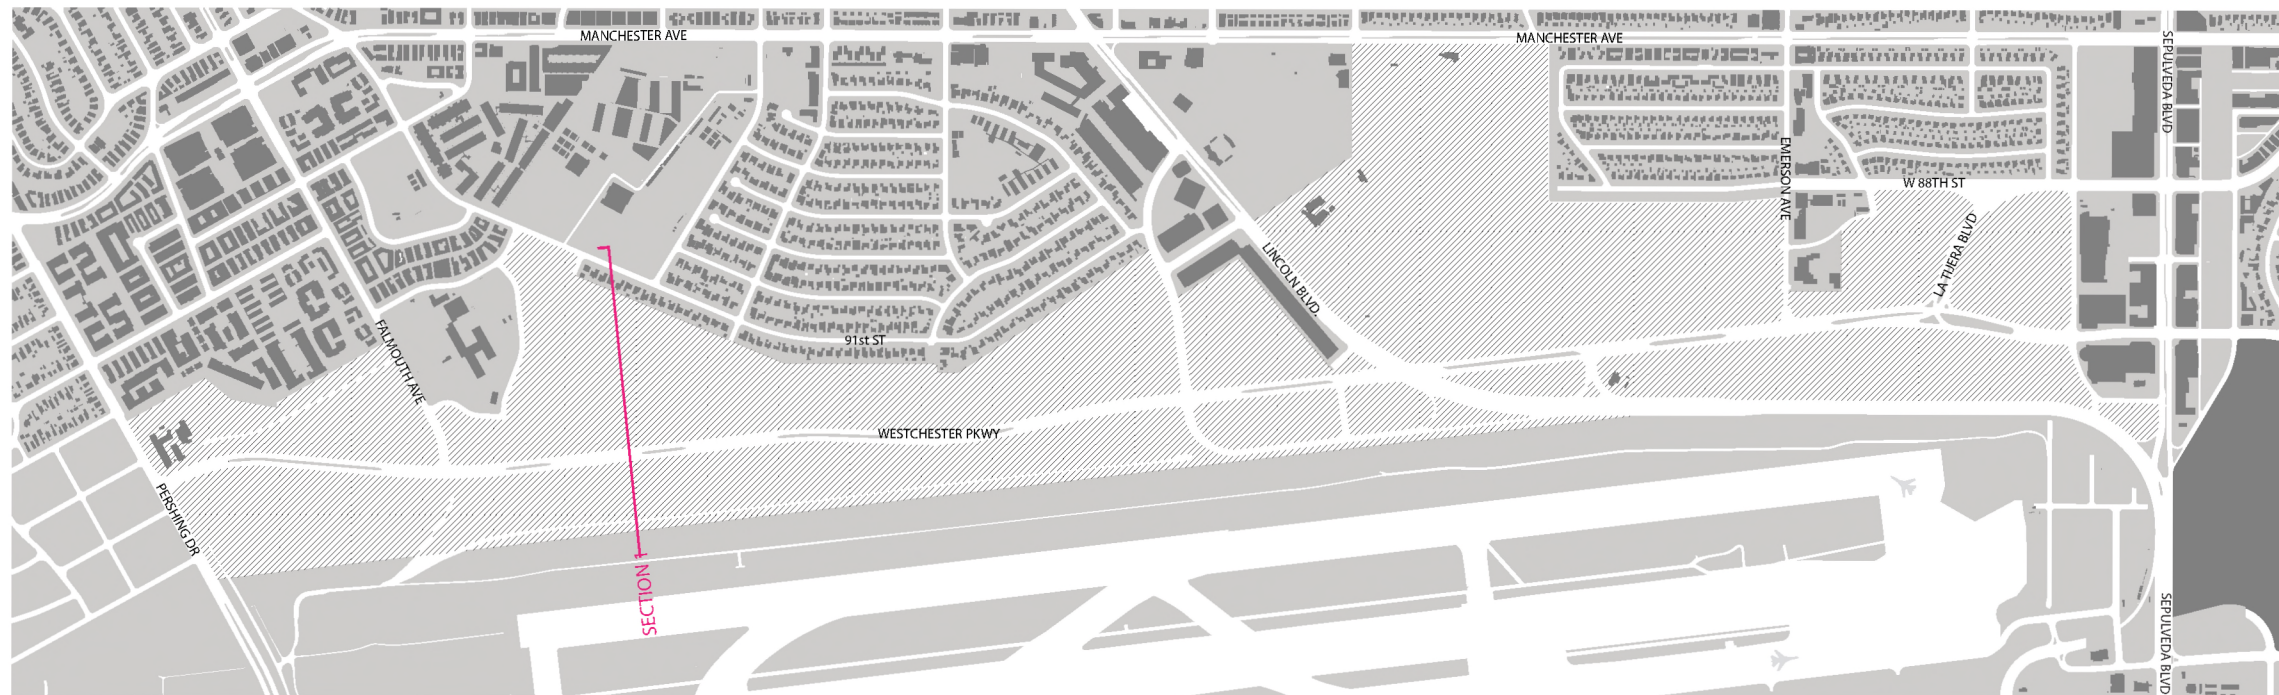 MANCHESTER AVE
MANCHESTER AVE
SEPULVEDA BLVD
EMERSON AVE
W 88TH ST
LA TIJERA BLVD
LINCOLN BLVD.
FALMOUTH AVE
91st ST
WESTCHESTER PKWY
PERSHING DR
SECTION 1
SEPULVEDA BLVD